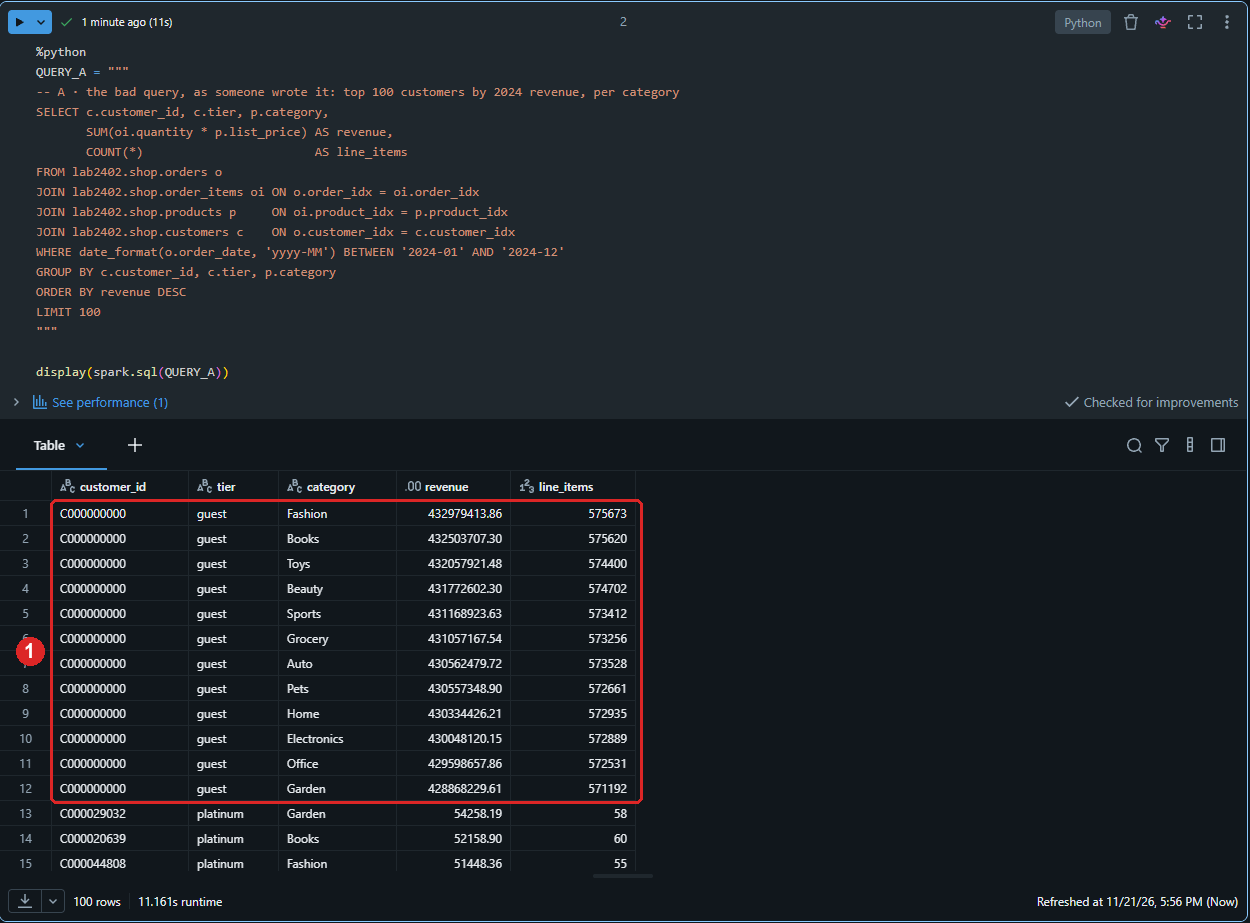 1 minute ago (11s)
2
Python
%python
QUERY_A = """
-- A · the bad query, as someone wrote it: top 100 customers by 2024 revenue, per category
SELECT c.customer_id, c.tier, p.category,
SUM(oi.quantity * p.list_price) AS revenue,
COUNT(*) AS line_items
FROM lab2402.shop.orders o
JOIN lab2402.shop.order_items oi ON o.order_idx = oi.order_idx
JOIN lab2402.shop.products p ON oi.product_idx = p.product_idx
JOIN lab2402.shop.customers c ON o.customer_idx = c.customer_idx
WHERE date_format(o.order_date, 'yyyy-MM') BETWEEN '2024-01' AND '2024-12'
GROUP BY c.customer_id, c.tier, p.category
ORDER BY revenue DESC
LIMIT 100
"""
display(spark.sql(QUERY_A))
See performance (1) Checked for improvements
Table
ABC customer_id ABC tier ABC category .00 revenue 123 line_items
1 C000000000 guest Fashion 432979413.86 575673
2 C000000000 guest Books 432503707.30 575620
3 C000000000 guest Toys 432057921.48 574400
4 C000000000 guest Beauty 431772602.30 574702
5 C000000000 guest Sports 431168923.63 573412
C000000000 guest Grocery 431057167.54 573256
1
C000000000 guest Auto 430562479.72 573528
8 C000000000 guest Pets 430557348.90 572661
9 C000000000 guest Home 430334426.21 572935
10 C000000000 guest Electronics 430048120.15 572889
11 C000000000 guest Office 429598657.86 572531
12 C000000000 guest Garden 428868229.61 571192
13 C000029032 platinum Garden 54258.19 58
14 C000020639 platinum Books 52158.90 60
15 C000044808 platinum Fashion 51448.36 55
100 rows 11.161s runtime Refreshed at 11/21/26, 5:56 PM (Now)